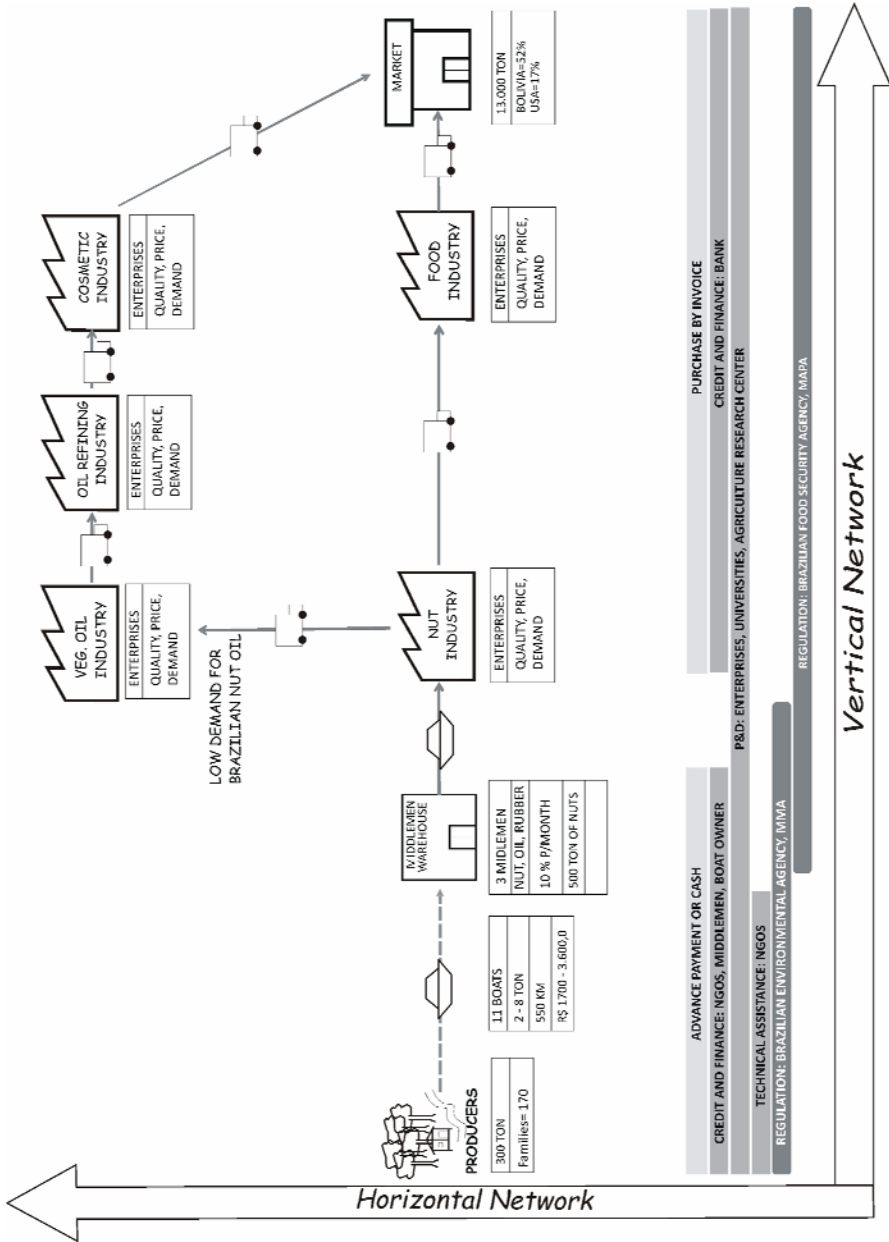 COSMETIC
INDUSTRY
ENTERPRISES
QUALITY, PRICE,
DEMAND
OIL REFINING
INDUSTRY
ENTERPRISES
QUALITY, PRICE,
DEMAND
VEG. OIL
INDUSTRY
ENTERPRISES
QUALITY, PRICE,
DEMAND
LOW DEMAND FOR
BRAZILIAN NUT OIL
PRODUCERS
300 TON
Families= 170
11 BOATS
2 - 8 TON
550 KM
R$ 1700 - 3.600,0
MIDDLEMEN
WAREHOUSE
3 MIDLEMEN
NUT, OIL, RUBBER
10 % P/MONTH
500 TON OF NUTS
NUT
INDUSTRY
ENTERPRISES
QUALITY, PRICE,
DEMAND
FOOD
INDUSTRY
ENTERPRISES
QUALITY, PRICE,
DEMAND
MARKET
13.000 TON
BOLIVIA=52%
USA=17%
ADVANCE PAYMENT OR CASH
PURCHASE BY INVOICE
CREDIT AND FINANCE: NGOS, MIDDLEMEN, BOAT OWNER
CREDIT AND FINANCE: BANK
P&D: ENTERPRISES, UNIVERSITIES, AGRICULTURE RESEARCH CENTER
TECHNICAL ASSISTANCE: NGOS
REGULATION: BRAZILIAN ENVIRONMENTAL AGENCY, MMA
REGULATION: BRAZILIAN FOOD SECURITY AGENCY, MAPA
Horizontal Network
Vertical Network